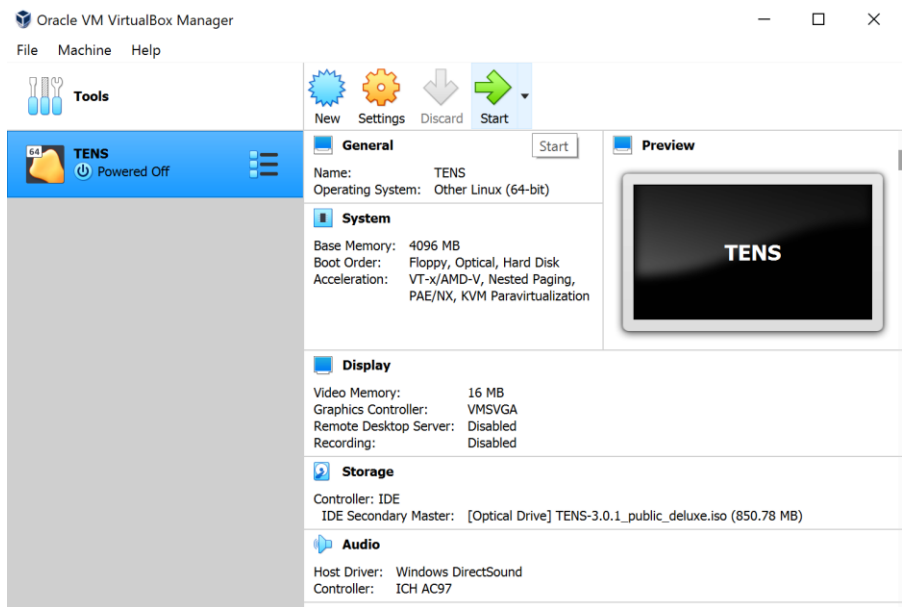 Oracle VM VirtualBox Manager
File Machine Help
Tools
New Settings Discard Start
64
TENS
Powered Off
Start
General
Name: TENS
Operating System: Other Linux (64-bit)
System
Base Memory: 4096 MB
Boot Order: Floppy, Optical, Hard Disk
Acceleration: VT-x/AMD-V, Nested Paging,
PAE/NX, KVM Paravirtualization
Preview
TENS
Display
Video Memory: 16 MB
Graphics Controller: VMSVGA
Remote Desktop Server: Disabled
Recording: Disabled
Storage
Controller: IDE
IDE Secondary Master: [Optical Drive] TENS-3.0.1_public_deluxe.iso (850.78 MB)
Audio
Host Driver: Windows DirectSound
Controller: ICH AC97